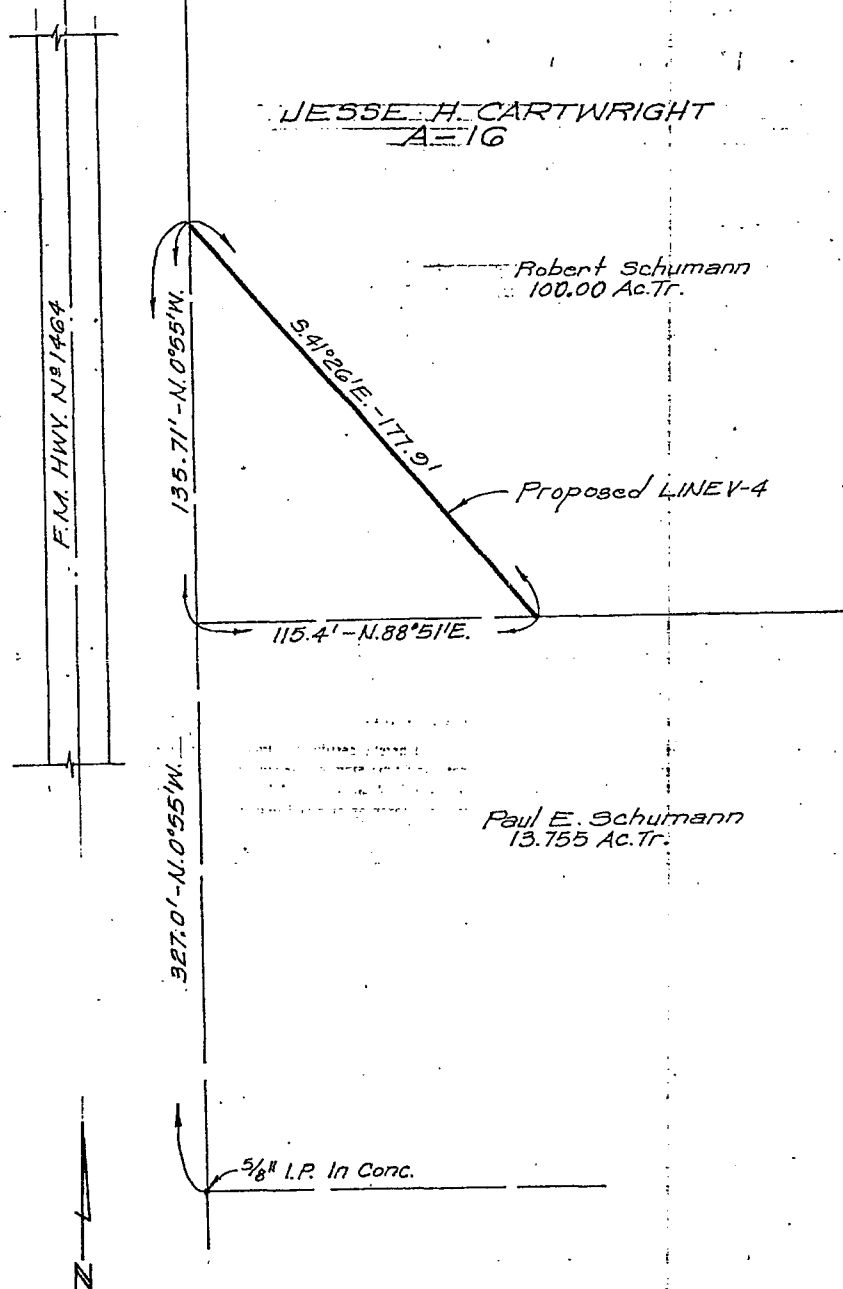 JESSE H. CARTWRIGHT
A=16
Robert Schumann
100.00 Ac.Tr.
F.M. HWY. Nº 1464
135.71' - N.0°55'W.
S.41°26'E. - 177.9'
Proposed LINE V-4
115.4' - N.88°51'E.
327.0' - N.0°55'W.
Paul E. Schumann
13.755 Ac.Tr.
5/8" I.P. In Conc.
N